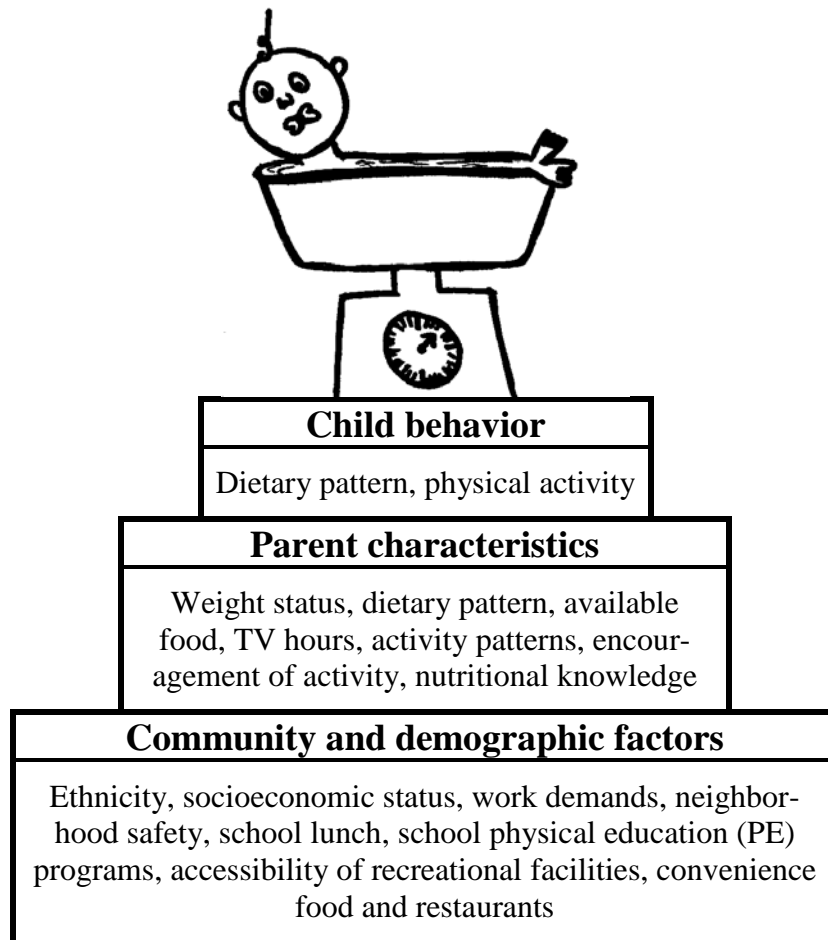 Child behavior
Dietary pattern, physical activity
Parent characteristics
Weight status, dietary pattern, available
food, TV hours, activity patterns, encour-
agement of activity, nutritional knowledge
Community and demographic factors
Ethnicity, socioeconomic status, work demands, neighbor-
hood safety, school lunch, school physical education (PE)
programs, accessibility of recreational facilities, convenience
food and restaurants